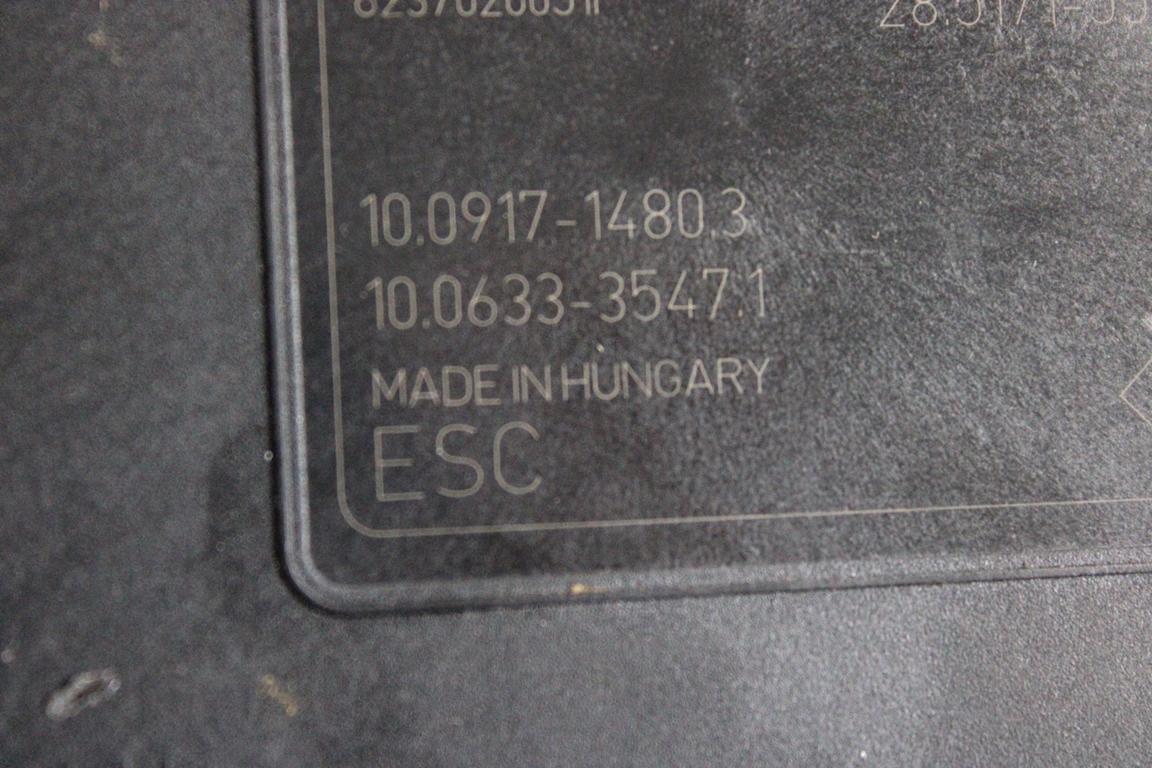 10.0917-1480.3
10.0633-3547.1
MADE IN HUNGARY
ESC